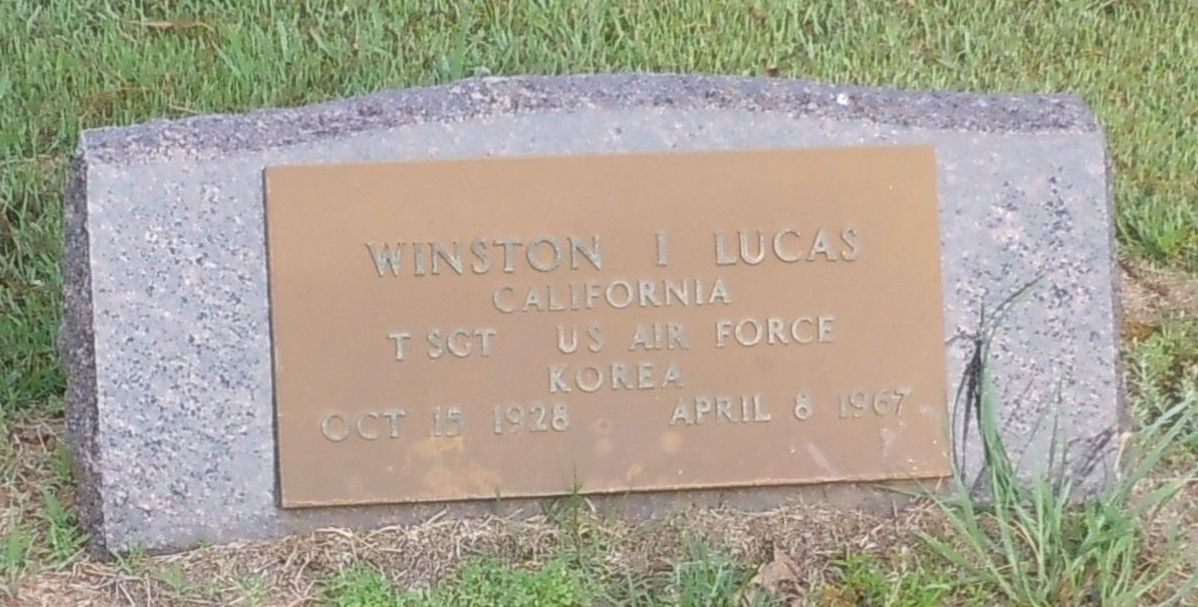 WINSTON I LUCAS
CALIFORNIA
T SGT US AIR FORCE
KOREA
OCT 15 1928 APRIL 8 1967